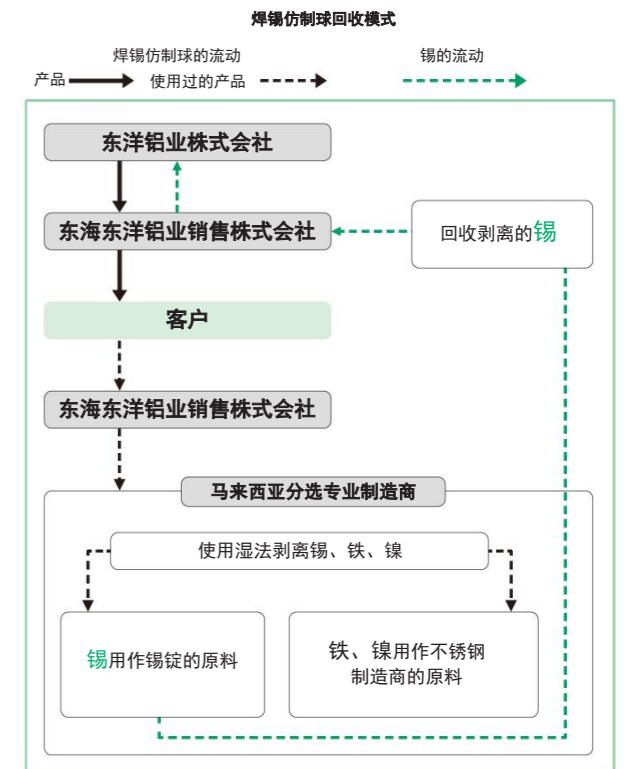 焊锡仿制球回收模式
焊锡仿制球的流动
锡的流动
产品
使用过的产品
东洋铝业株式会社
东海东洋铝业销售株式会社
回收剥离的锡
客户
东海东洋铝业销售株式会社
马来西亚分选专业制造商
使用湿法剥离锡、铁、镍
锡用作锡锭的原料
铁、镍用作不锈钢
制造商的原料